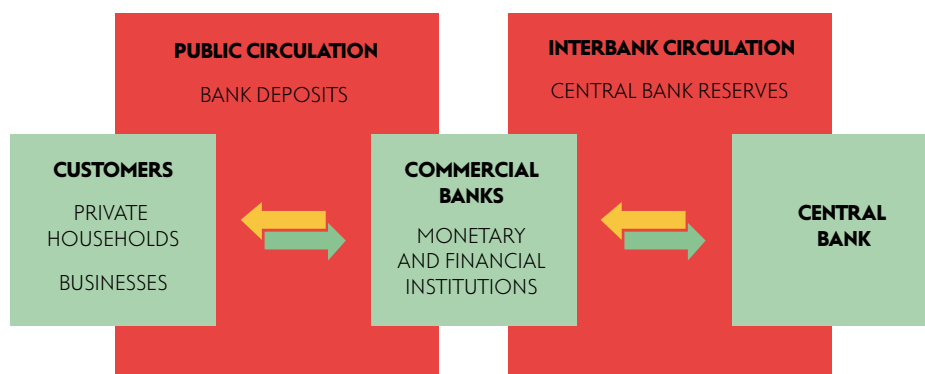 PUBLIC CIRCULATION
BANK DEPOSITS
INTERBANK CIRCULATION
CENTRAL BANK RESERVES
CUSTOMERS
PRIVATE
HOUSEHOLDS
BUSINESSES
COMMERCIAL
BANKS
MONETARY
AND FINANCIAL
INSTITUTIONS
CENTRAL
BANK